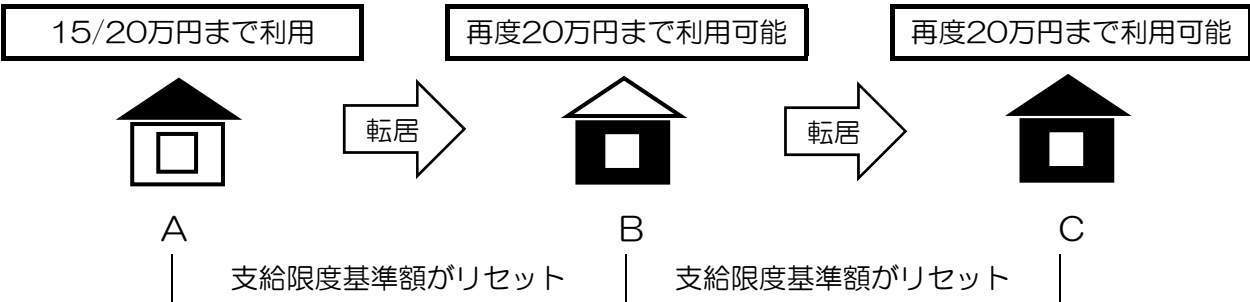 15/20万円まで利用
再度20万円まで利用可能
再度20万円まで利用可能
転居
転居
A
B
C
支給限度基準額がリセット
支給限度基準額がリセット